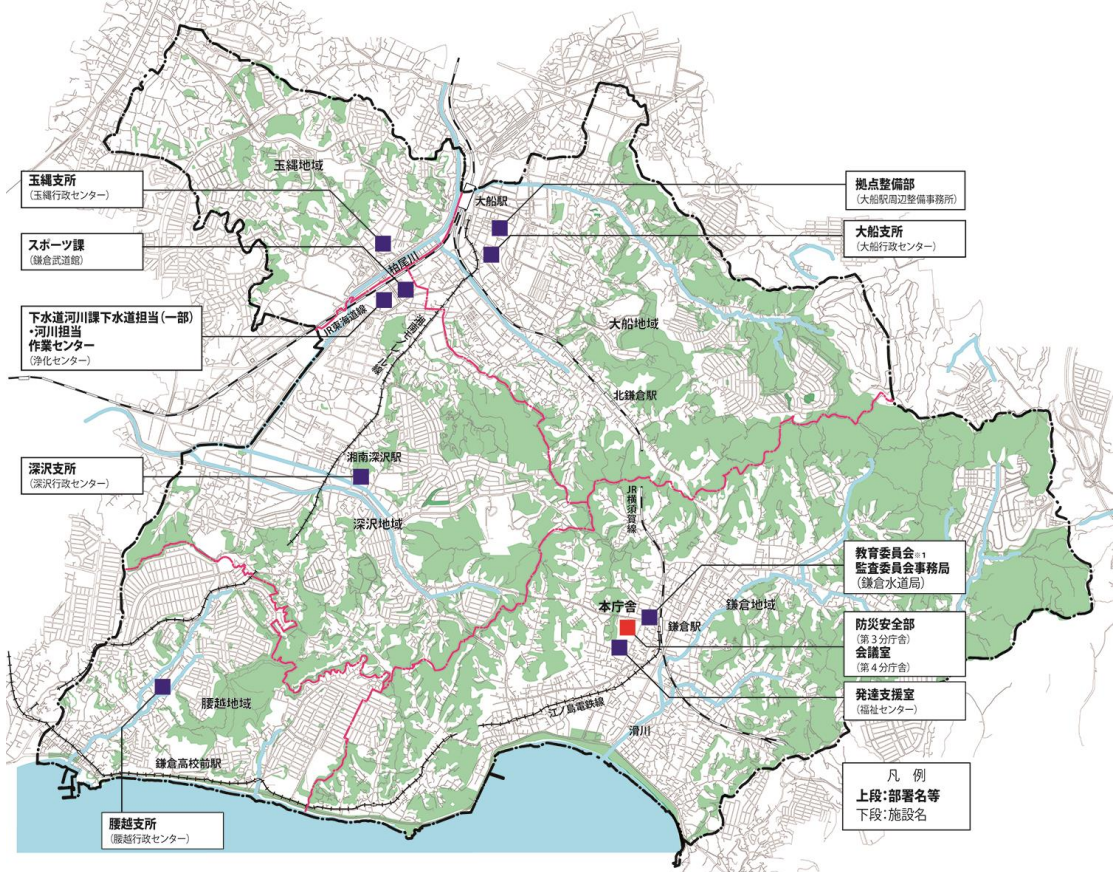 玉縄地域
玉縄支所
（玉縄行政センター）
スポーツ課
（鎌倉武道館）
下水道河川課下水道担当（一部）
・河川担当
作業センター
（浄化センター）
深沢支所
（深沢行政センター）
大船駅
柏尾川
JR東海道線
湘南モノレール線
拠点整備部
（大船駅周辺整備事務所）
大船支所
（大船行政センター）
大船地域
北鎌倉駅
湘南深沢駅
深沢地域
JR横須賀線
教育委員会※1
監査委員会事務局
（鎌倉水道局）
防災安全部
（第３分庁舎）
会議室
（第４分庁舎）
発達支援室
（福祉センター）
本庁舎
鎌倉駅
鎌倉地域
腰越地域
鎌倉高校前駅
江ノ島電鉄線
滑川
腰越支所
（腰越行政センター）
凡　例
上段：部署名等
下段：施設名